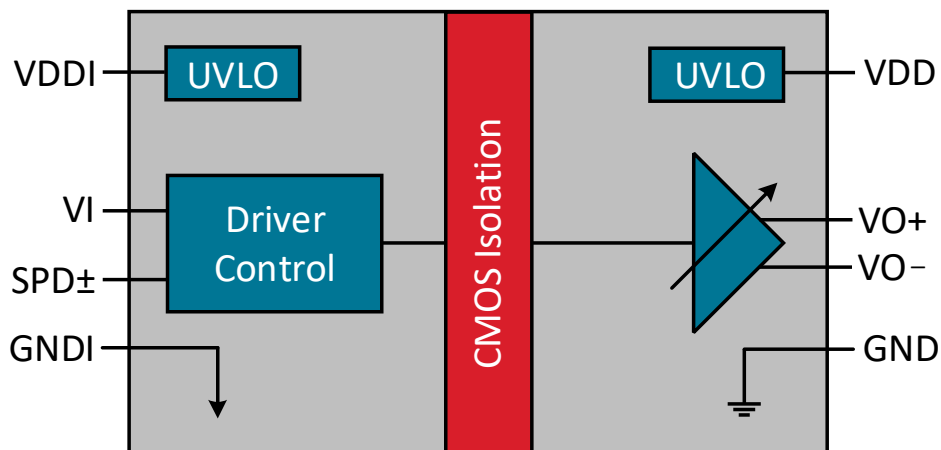 VDDI
UVLO
UVLO
VDD
VI
SPD±
GNDI
Driver
Control
CMOS Isolation
VO+
VO−
GND